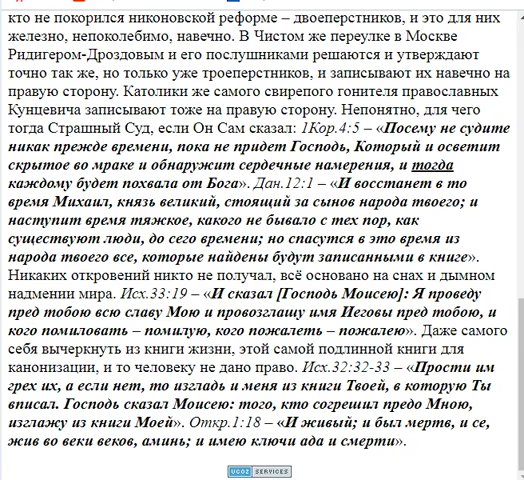 кто не покорился никоновской реформе – двоеперстников, и это для них
железно, непоколебимо, навечно. В Чистом же переулке в Москве
Ридигером-Дроздовым и его послушниками решаются и утверждают
точно так же, но только уже троеперстников, и записывают их навечно на
правую сторону. Католики же самого свирепого гонителя православных
Кунцевича записывают тоже на правую сторону. Непонятно, для чего
тогда Страшный Суд, если Он Сам сказал: 1Кор.4:5 – «Посему не судите
никак прежде времени, пока не придет Господь, Который и осветит
скрытое во мраке и обнаружит сердечные намерения, и тогда
каждому будет похвала от Бога». Дан.12:1 – «И восстанет в то
время Михаил, князь великий, стоящий за сынов народа твоего; и
наступит время тяжкое, какого не бывало с тех пор, как
существуют люди, до сего времени; но спасутся в это время из
народа твоего все, которые найдены будут записанными в книге».
Никаких откровений никто не получал, всё основано на снах и дымном
надмении мира. Исх.33:19 – «И сказал [Господь Моисею]: Я проведу
пред тобою всю славу Мою и провозглашу имя Иеговы пред тобою, и
кого помиловать – помилую, кого пожалеть – пожалею». Даже самого
себя вычеркнуть из книги жизни, этой самой подлинной книги для
канонизации, и то человеку не дано право. Исх.32:32-33 – «Прости им
грех их, а если нет, то изгладь и меня из книги Твоей, в которую Ты
вписал. Господь сказал Моисею: того, кто согрешил предо Мною,
изглажу из книги Моей». Откр.1:18 – «И живый; и был мертв, и се,
жив во веки веков, аминь; и имею ключи ада и смерти».
UCOZ SERVICES